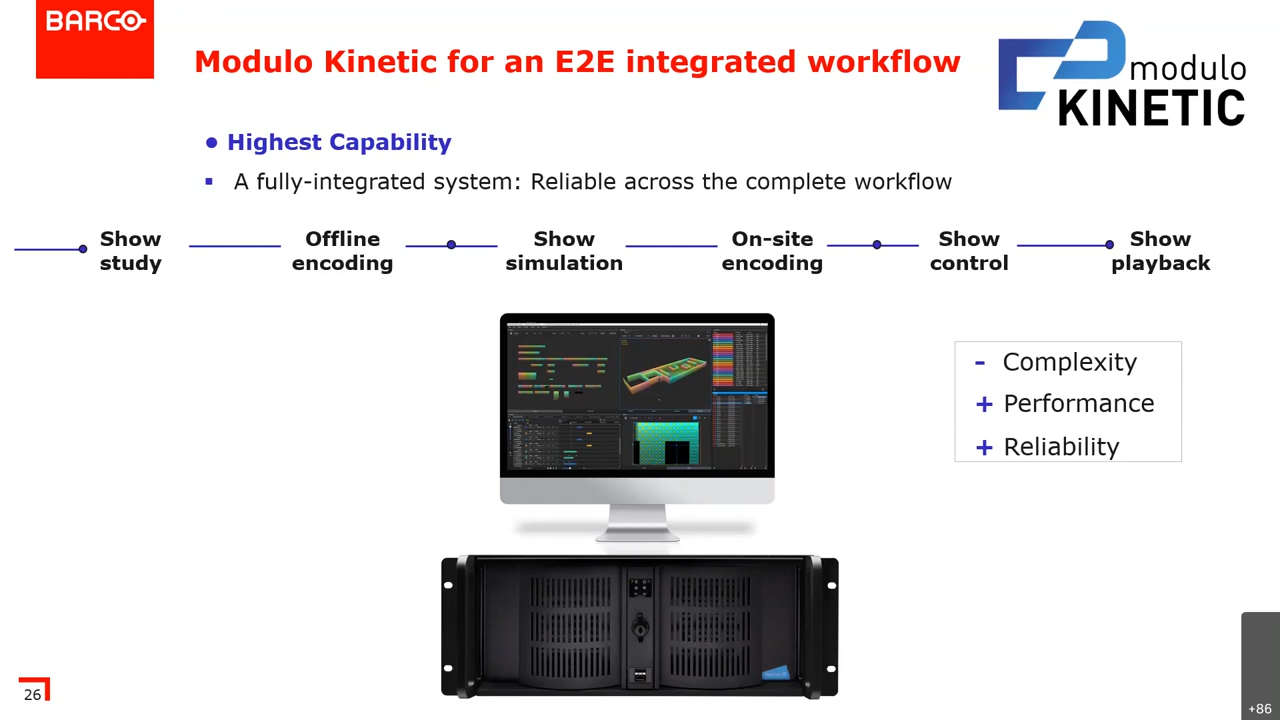 BARCO
Modulo Kinetic for an E2E integrated workflow
modulo
KINETIC
● Highest Capability
▪ A fully-integrated system: Reliable across the complete workflow
Show
study
Offline
encoding
Show
simulation
On-site
encoding
Show
control
Show
playback
- Complexity
+ Performance
+ Reliability
26
+86